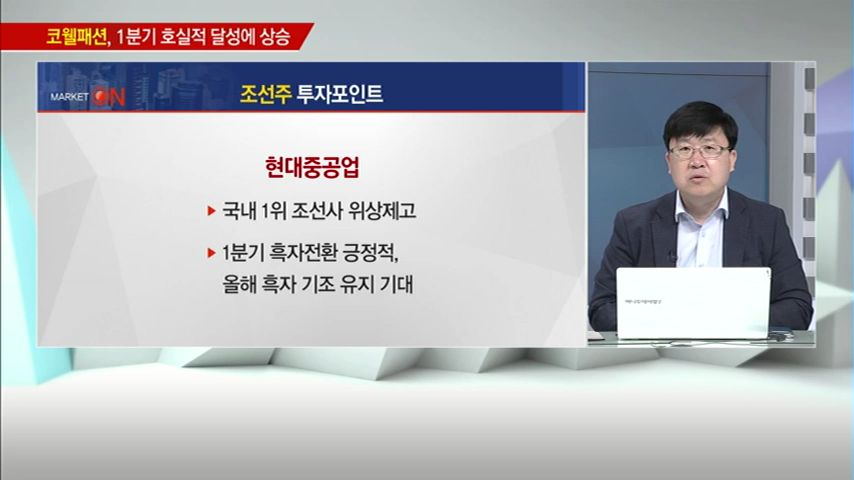 코웰패션, 1분기 호실적 달성에 상승
MARKET ON
조선주 투자포인트
현대중공업
▶ 국내 1위 조선사 위상제고
▶ 1분기 흑자전환 긍정적,
올해 흑자 기조 유지 기대